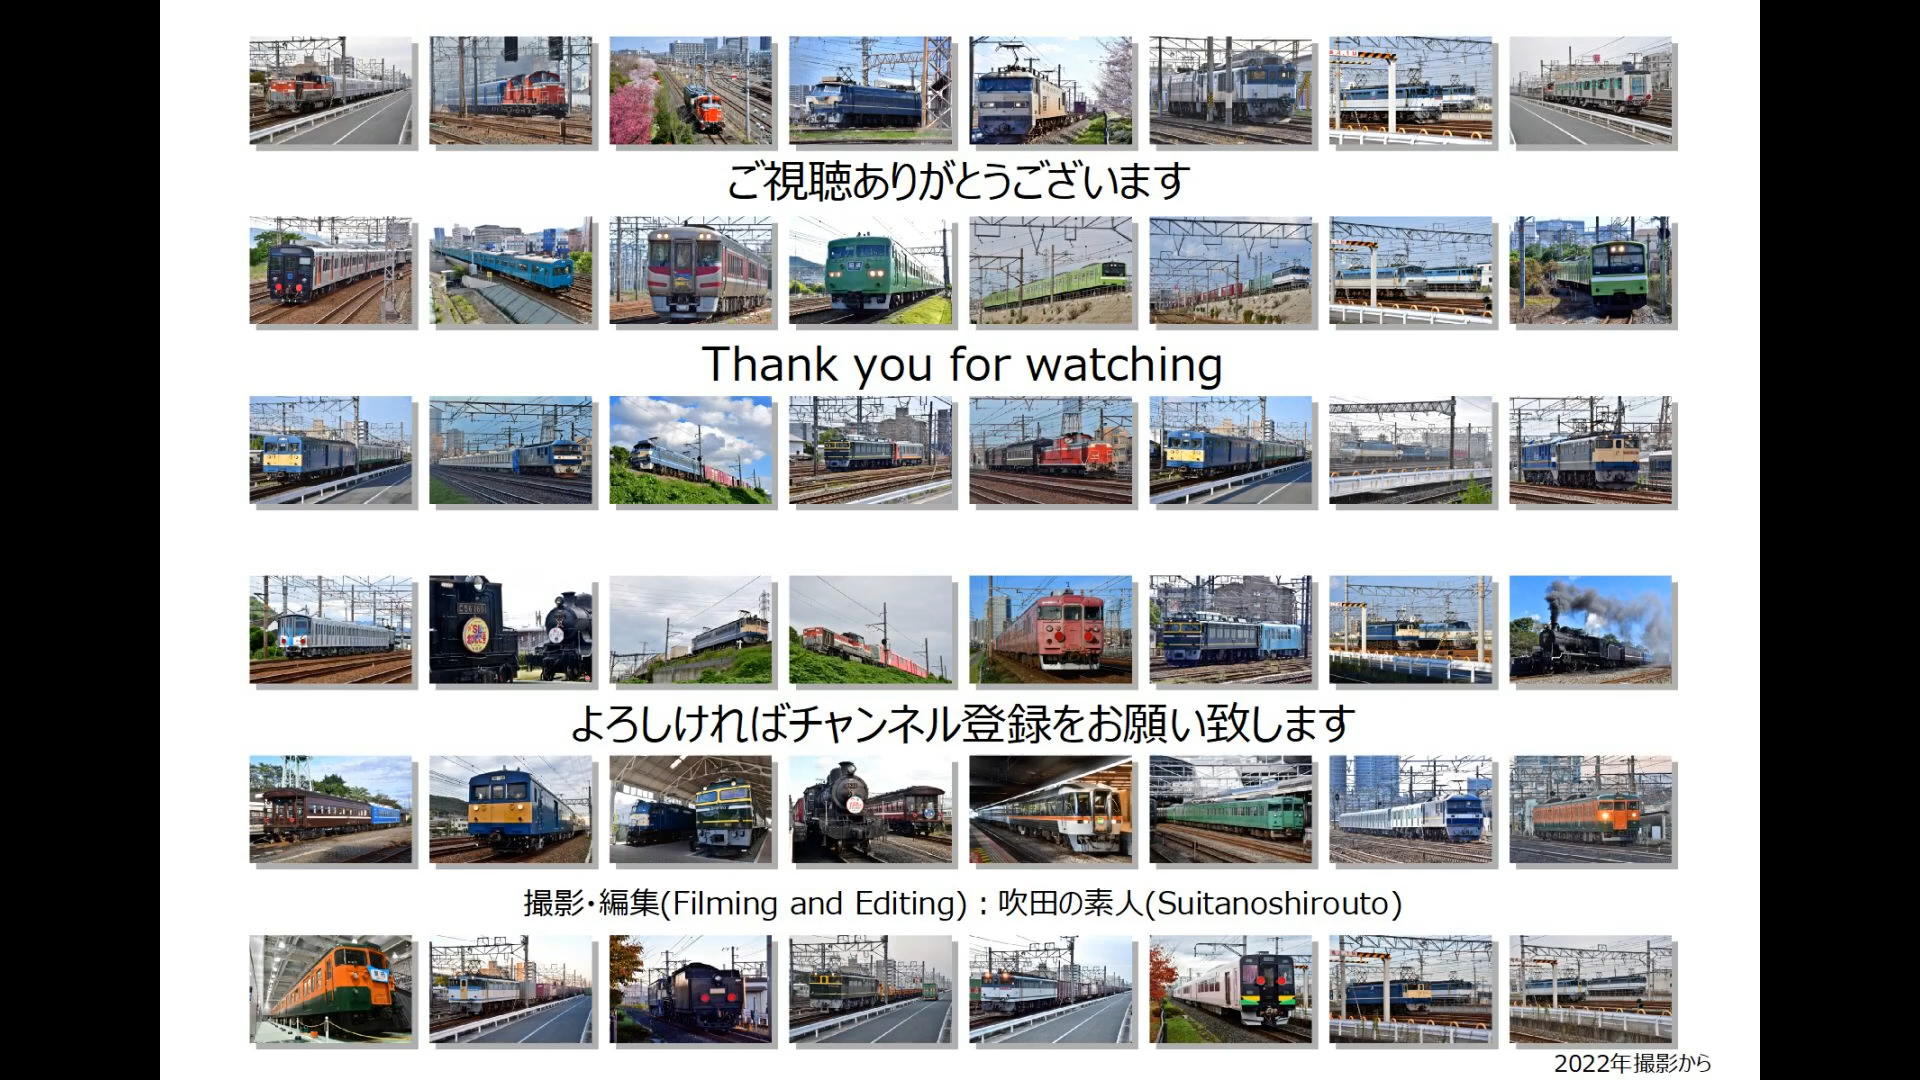 ご視聴ありがとうございます
Thank you for watching
よろしければチャンネル登録をお願い致します
撮影・編集(Filming and Editing)：吹田の素人(Suitanoshirouto)
2022年撮影から